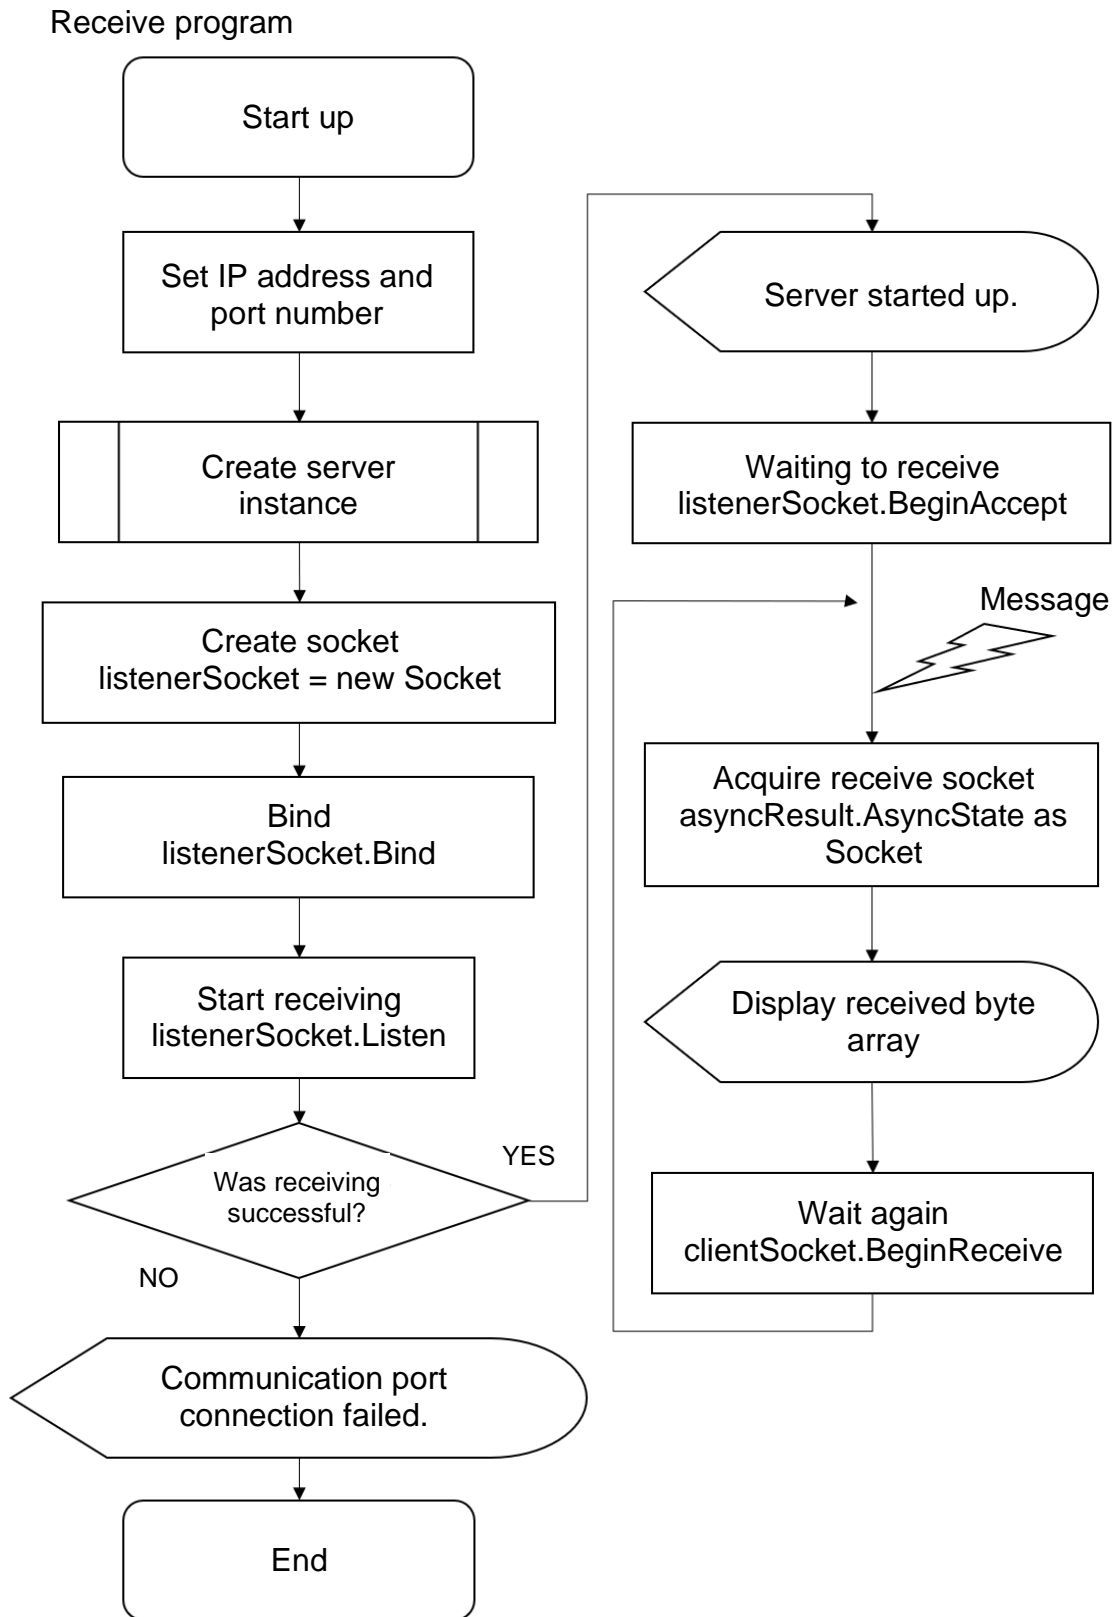 Receive program
Start up
Set IP address and
port number
Create server
instance
Create socket
listenerSocket = new Socket
Bind
listenerSocket.Bind
Start receiving
listenerSocket.Listen
Was receiving
successful?
YES
NO
Communication port
connection failed.
End
Server started up.
Waiting to receive
listenerSocket.BeginAccept
Message
Acquire receive socket
asyncResult.AsyncState as
Socket
Display received byte
array
Wait again
clientSocket.BeginReceive